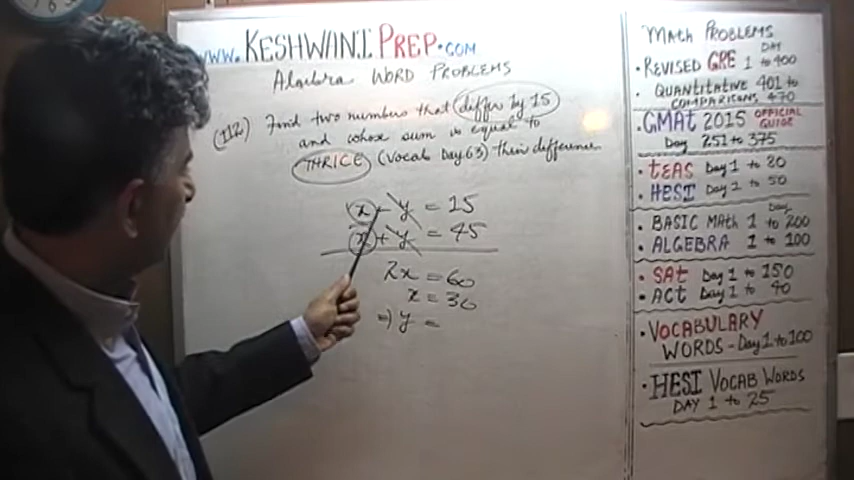 www.KESHWANIPREP.COM
Algebra WORD PROBLEMS
(112) Find two numbers that differ by 15
and whose sum is equal to
THRICE (Vocab Day 63) their difference
x - y = 15
x + y = 45
2x = 60
x = 30
⇒ y =
MATH PROBLEMS
DAY
• REVISED GRE 1 to 400
• QUANTITATIVE 401 to
COMPARISONS 470
• GMAT 2015 OFFICIAL GUIDE
Day 251 to 375
• TEAS Day 1 to 20
• HESI Day 1 to 50
Day
• BASIC MATH 1 to 200
• ALGEBRA 1 to 100
• SAT Day 1 to 150
• ACT Day 1 to 40
• VOCABULARY
WORDS - Day 1 to 100
• HESI VOCAB WORDS
DAY 1 to 25